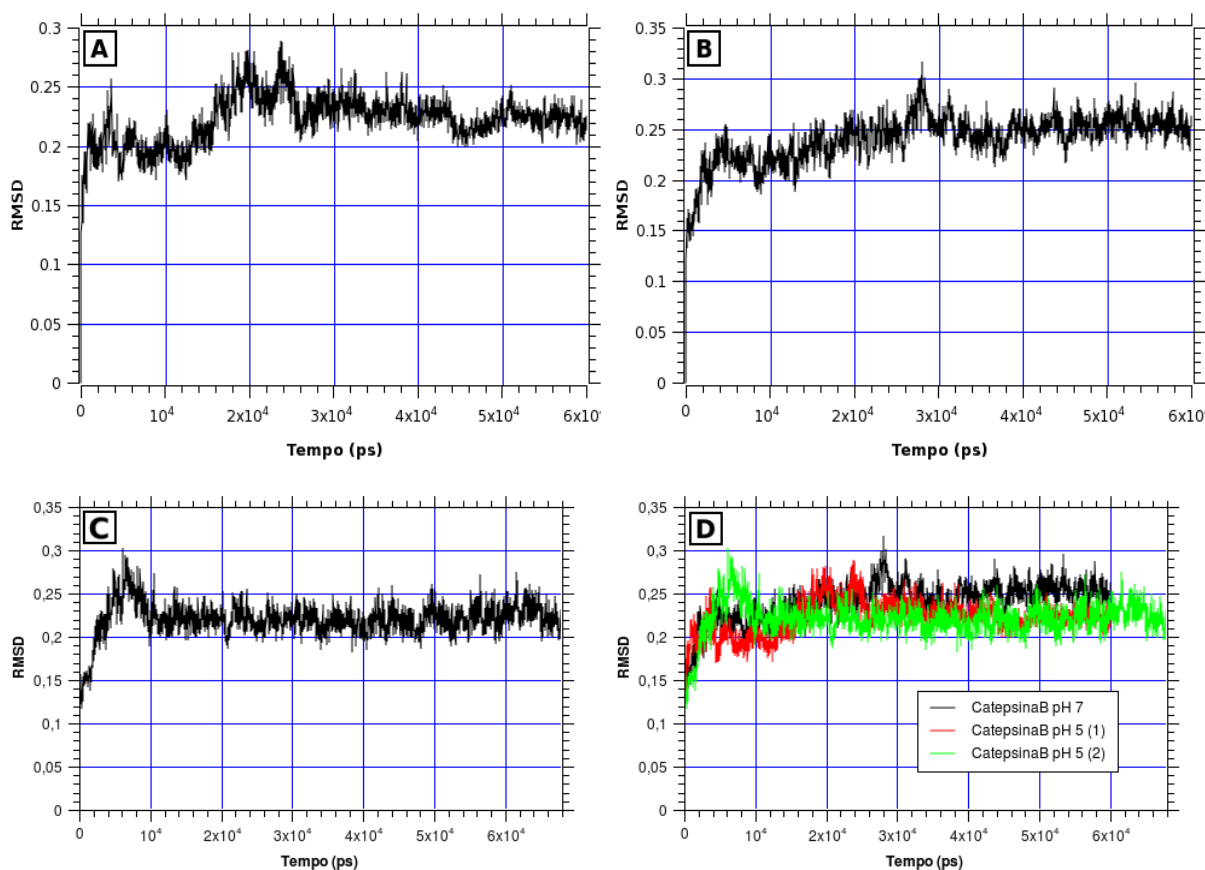 A
0.3
0.25
0.2
0.15
0.1
0.05
0
RMSD
0 10⁴ 2x10⁴ 3x10⁴ 4x10⁴ 5x10⁴
Tempo (ps)
B
0.35
0.3
0.25
0.2
0.15
0.1
0.05
0
RMSD
0 10⁴ 2x10⁴ 3x10⁴ 4x10⁴ 5x10⁴
Tempo (ps)
C
0,35
0,3
0,25
0,2
0,15
0,1
0,05
0
RMSD
0 10⁴ 2x10⁴ 3x10⁴ 4x10⁴ 5x10⁴ 6x10⁴
Tempo (ps)
D
0,35
0,3
0,25
0,2
0,15
0,1
0,05
0
RMSD
CatepsinaB pH 7
CatepsinaB pH 5 (1)
CatepsinaB pH 5 (2)
0 10⁴ 2x10⁴ 3x10⁴ 4x10⁴ 5x10⁴ 6x10⁴
Tempo (ps)